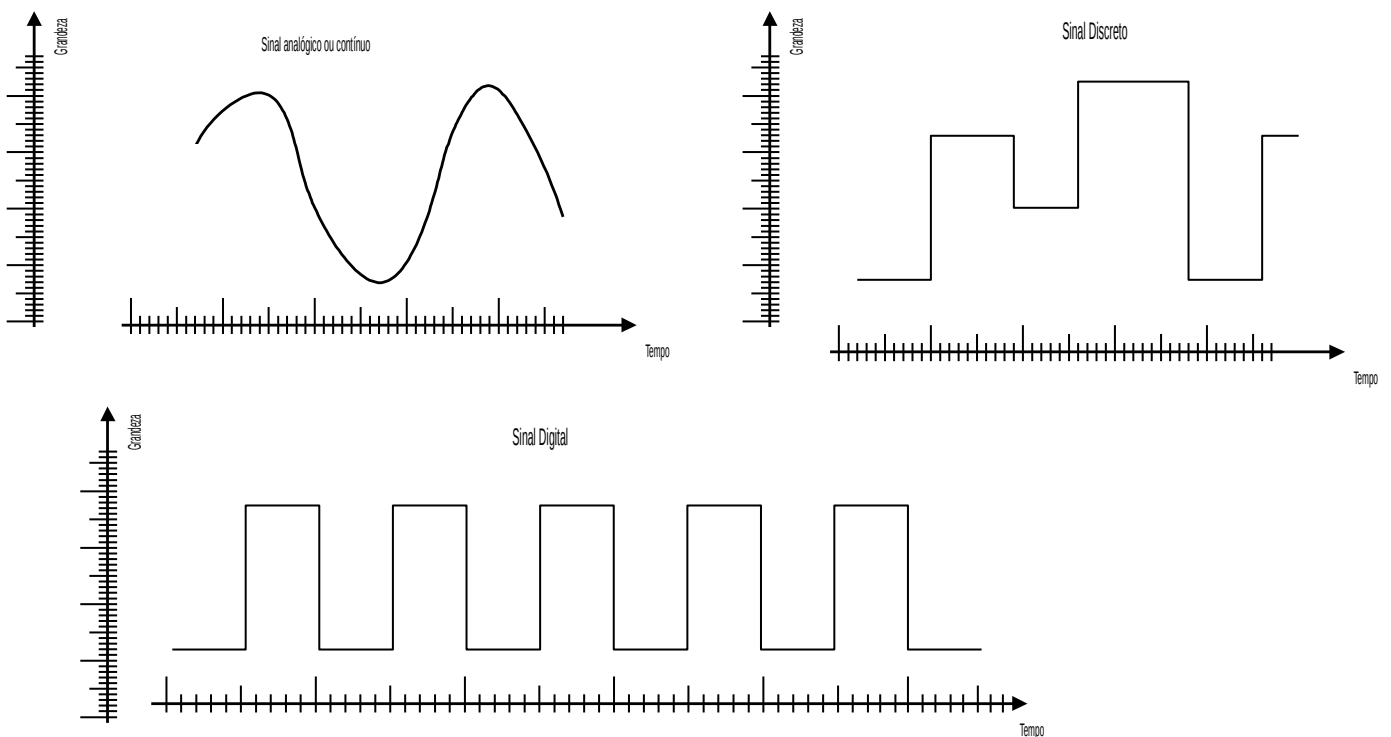 Grandeza
Sinal analógico ou contínuo
Tempo
Grandeza
Sinal Discreto
Tempo
Grandeza
Sinal Digital
Tempo